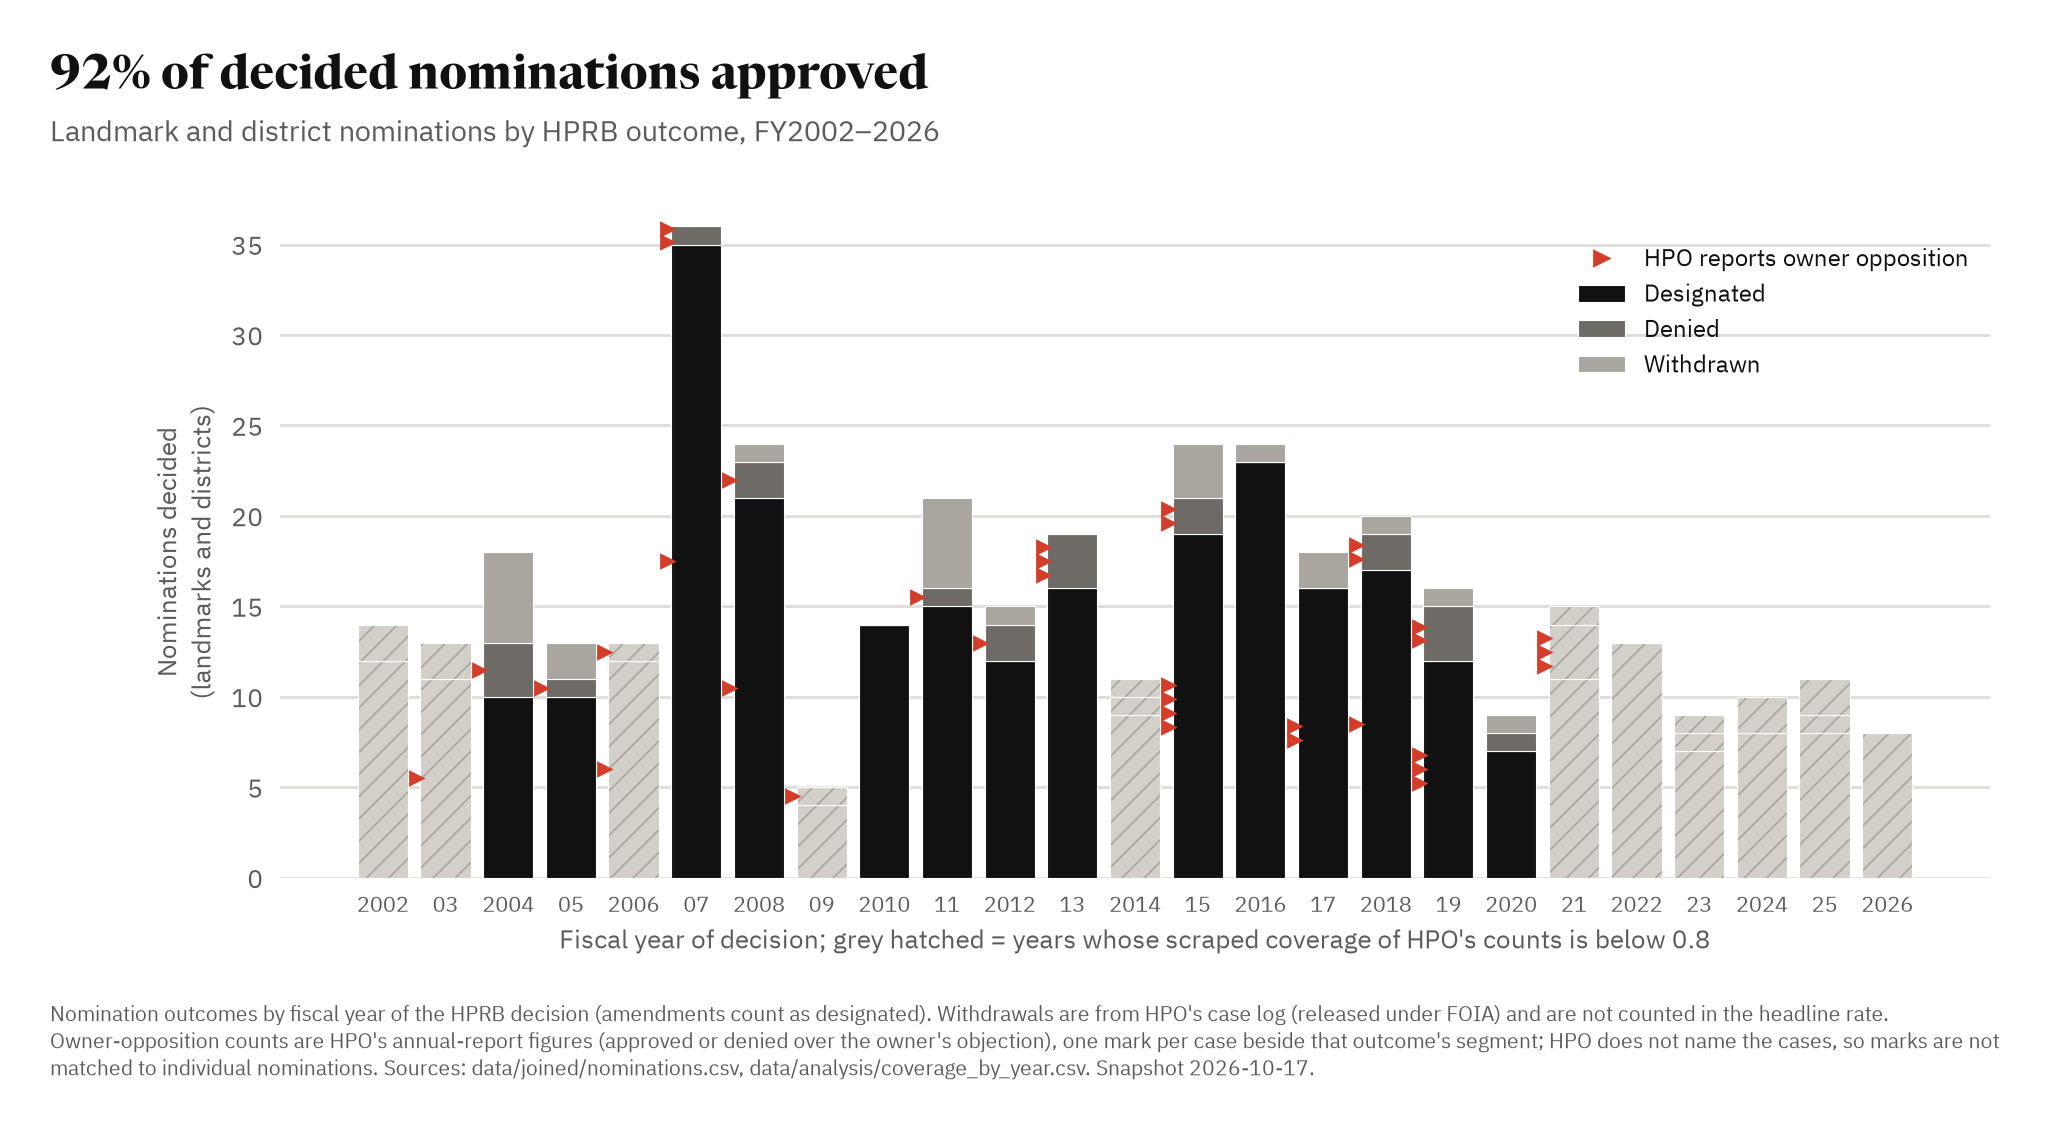 92% of decided nominations approved
Landmark and district nominations by HPRB outcome, FY2002–2026
Nominations decided
(landmarks and districts)
35
30
25
20
15
10
5
0
HPO reports owner opposition
Designated
Denied
Withdrawn
2002 03 2004 05 2006 07 2008 09 2010 11 2012 13 2014 15 2016 17 2018 19 2020 21 2022 23 2024 25 2026
Fiscal year of decision; grey hatched = years whose scraped coverage of HPO's counts is below 0.8
Nomination outcomes by fiscal year of the HPRB decision (amendments count as designated). Withdrawals are from HPO's case log (released under FOIA) and are not counted in the headline rate.
Owner-opposition counts are HPO's annual-report figures (approved or denied over the owner's objection), one mark per case beside that outcome's segment; HPO does not name the cases, so marks are not
matched to individual nominations. Sources: data/joined/nominations.csv, data/analysis/coverage_by_year.csv. Snapshot 2026-10-17.